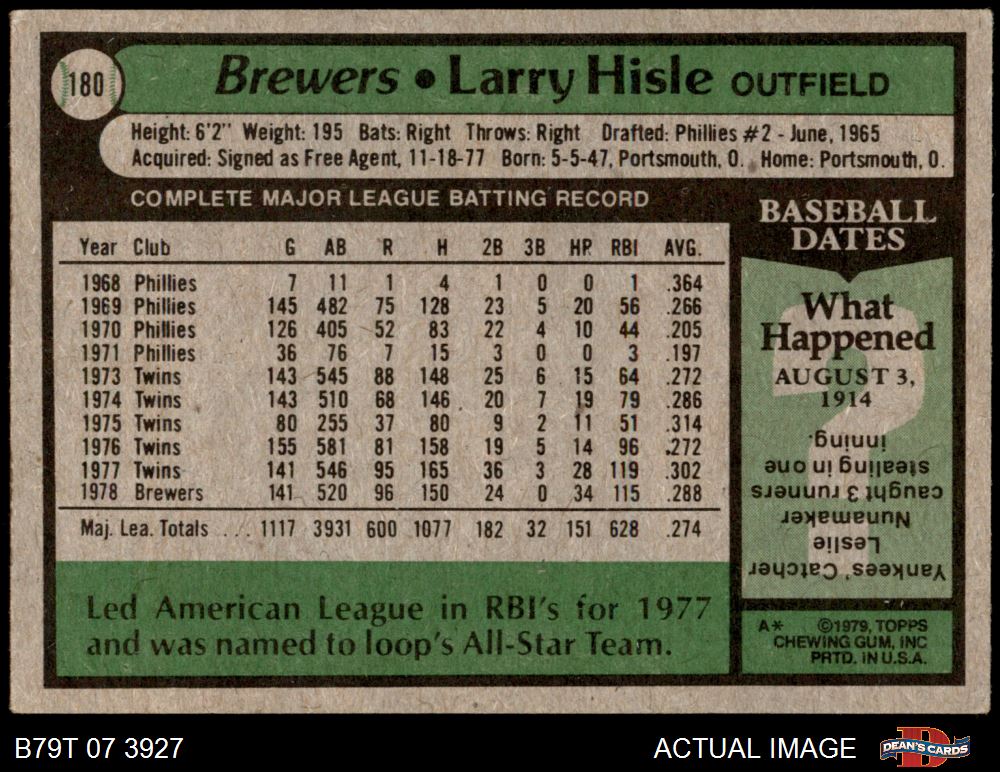 180
Brewers • Larry Hisle OUTFIELD
Height: 6'2" Weight: 195 Bats: Right Throws: Right Drafted: Phillies #2 - June, 1965
Acquired: Signed as Free Agent, 11-18-77 Born: 5-5-47, Portsmouth, O. Home: Portsmouth, O.
COMPLETE MAJOR LEAGUE BATTING RECORD
Year Club G AB R H 2B 3B HR RBI AVG.
1968 Phillies 7 11 1 4 1 0 0 1 .364
1969 Phillies 145 482 75 128 23 5 20 56 .266
1970 Phillies 126 405 52 83 22 4 10 44 .205
1971 Phillies 36 76 7 15 3 0 0 3 .197
1973 Twins 143 545 88 148 25 6 15 64 .272
1974 Twins 143 510 68 146 20 7 19 79 .286
1975 Twins 80 255 37 80 9 2 11 51 .314
1976 Twins 155 581 81 158 19 5 14 96 .272
1977 Twins 141 546 95 165 36 3 28 119 .302
1978 Brewers 141 520 96 150 24 0 34 115 .288
Maj. Lea. Totals ... 1117 3931 600 1077 182 32 151 628 .274
Led American League in RBI's for 1977
and was named to loop's All-Star Team.
BASEBALL
DATES
What
Happened
AUGUST 3,
1914
Yankees' Catcher
Leslie
Nunamaker
caught 3 runners
stealing in one
inning.
A* ©1979, TOPPS
CHEWING GUM, INC
PRTD. IN U.S.A.
B79T 07 3927
ACTUAL IMAGE
DEAN'S CARDS